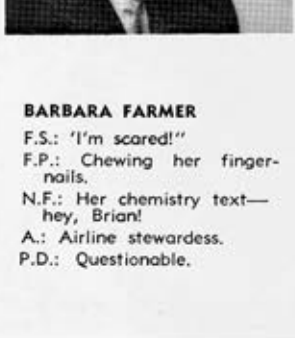 BARBARA FARMER
F.S.: 'I'm scared!"
F.P.: Chewing her finger-
nails.
N.F.: Her chemistry text—
hey, Brian!
A.: Airline stewardess.
P.D.: Questionable.